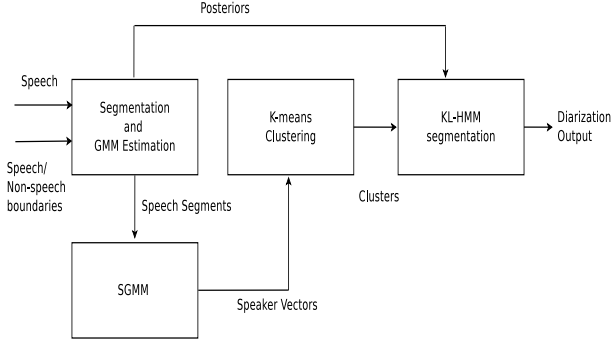 Posteriors
Speech
Segmentation
and
GMM Estimation
K-means
Clustering
KL-HMM
segmentation
Diarization
Output
Speech/
Non-speech
boundaries
Speech Segments
Clusters
SGMM
Speaker Vectors